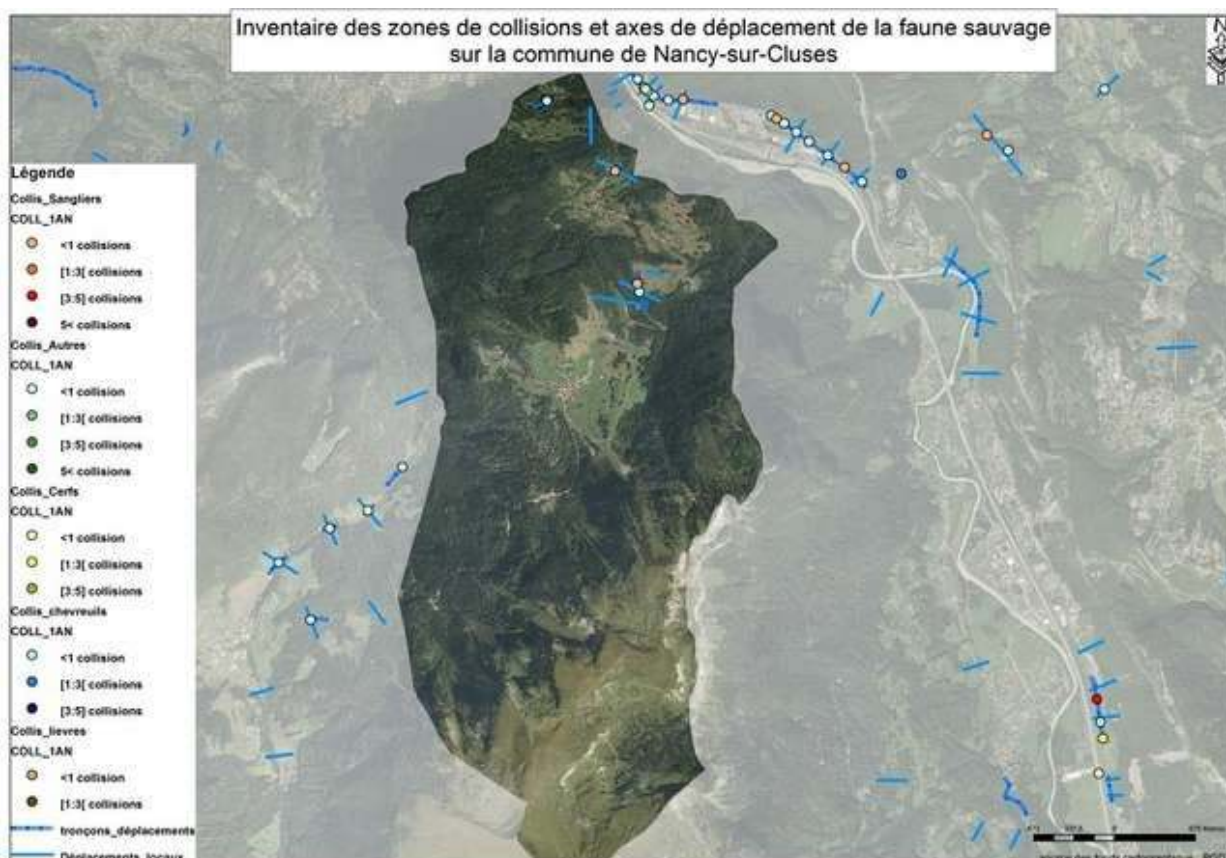 Inventaire des zones de collisions et axes de déplacement de la faune sauvage
sur la commune de Nancy-sur-Cluses
Légende
Collis_Sangliers
COLL_1AN
<1 collisions
[1:3[ collisions
[3:5] collisions
5< collisions
Collis_Autres
COLL_1AN
<1 collision
[1:3[ collisions
[3:5] collisions
5< collisions
Collis_Cerfs
COLL_1AN
<1 collision
[1:3[ collisions
[3:5] collisions
Collis_chevreuils
COLL_1AN
<1 collision
[1:3[ collisions
[3:5] collisions
Collis_lievres
COLL_1AN
<1 collision
[1:3[ collisions
tronçons_déplacements
Déplacements_locaux